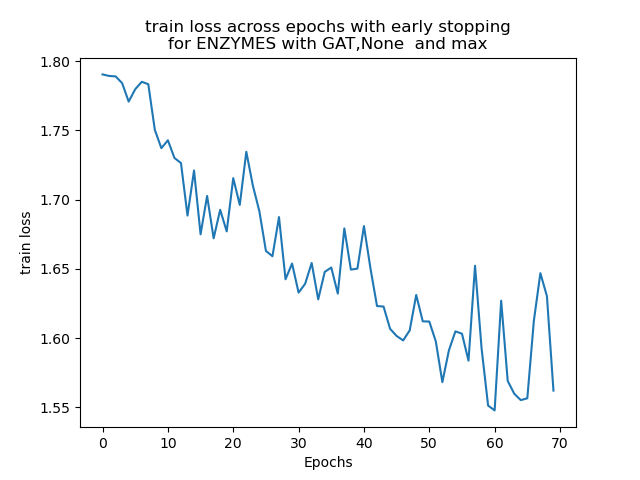 train loss across epochs with early stopping
for ENZYMES with GAT,None  and max
1.80
1.75
1.70
1.65
1.60
1.55
train loss
0 10 20 30 40 50 60 70
Epochs